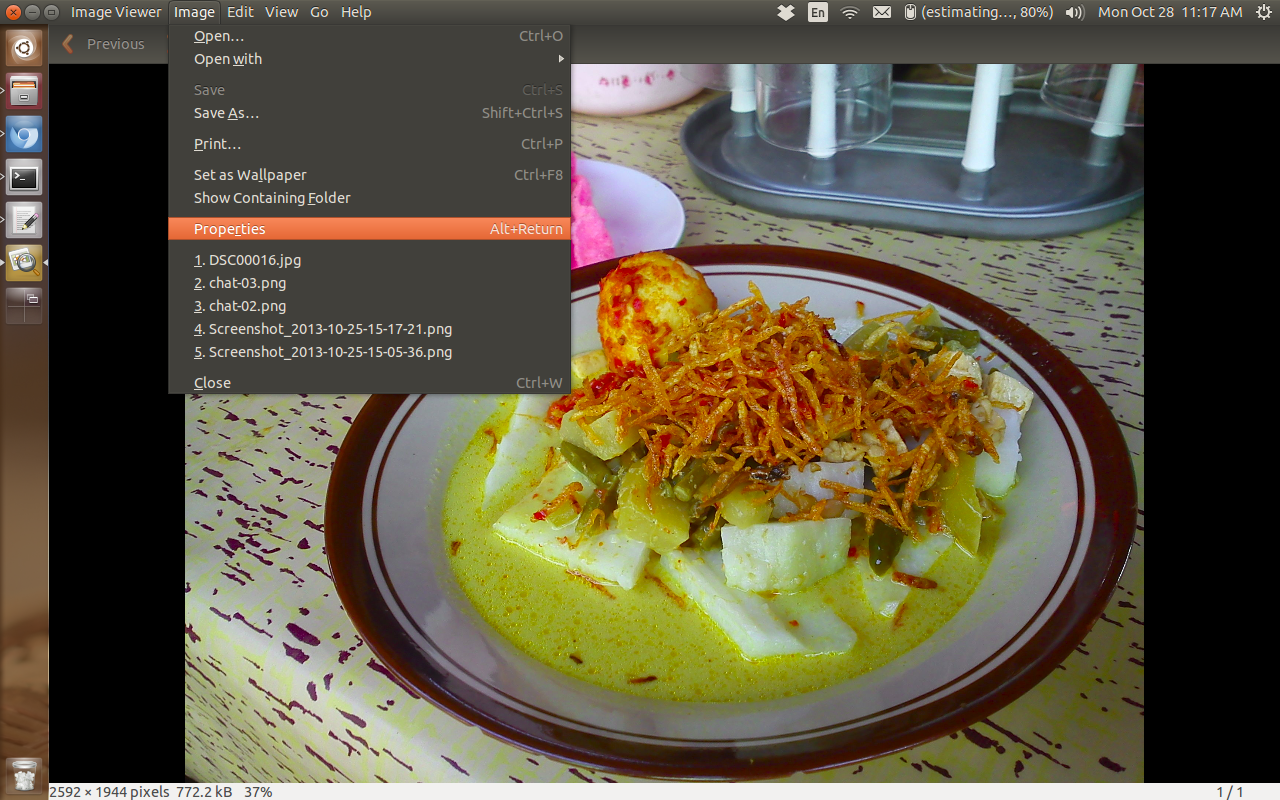 Image Viewer Image Edit View Go Help En (estimating..., 80%) Mon Oct 28 11:17 AM
Previous
Open... Ctrl+O
Open with
Save Ctrl+S
Save As... Shift+Ctrl+S
Print... Ctrl+P
Set as Wallpaper Ctrl+F8
Show Containing Folder
Properties Alt+Return
1. DSC00016.jpg
2. chat-03.png
3. chat-02.png
4. Screenshot_2013-10-25-15-17-21.png
5. Screenshot_2013-10-25-15-05-36.png
Close Ctrl+W
2592 × 1944 pixels 772.2 kB 37% 1 / 1